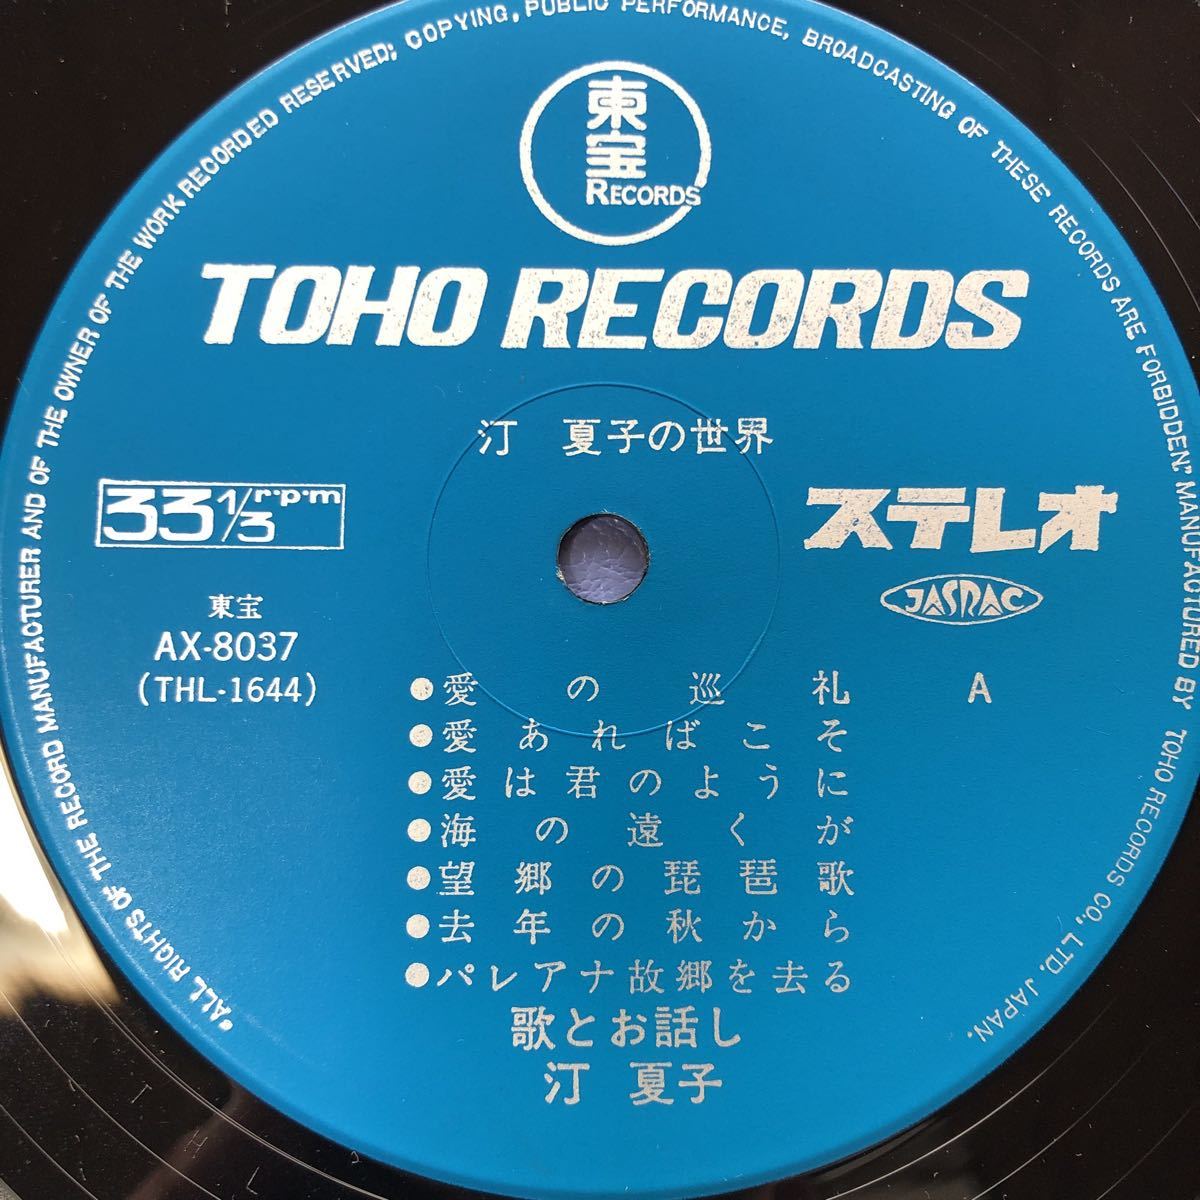 東宝
RECORDS
TOHO RECORDS
汀 夏子の世界
33 1/3 r.p.m
ステレオ
JASRAC
東宝
AX-8037
(THL-1644)
A
●愛の巡礼
●愛あればこそ
●愛は君のように
●海の遠くが
●望郷の琵琶歌
●去年の秋から
●パレアナ故郷を去る
歌とお話し
汀 夏子
*ALL RIGHTS OF THE RECORD MANUFACTURER AND OF THE OWNER OF THE WORK RECORDED RESERVED; COPYING, PUBLIC PERFORMANCE, BROADCASTING OF THESE RECORDS ARE FORBIDDEN." MANUFACTURED BY TOHO RECORDS CO., LTD. JAPAN.